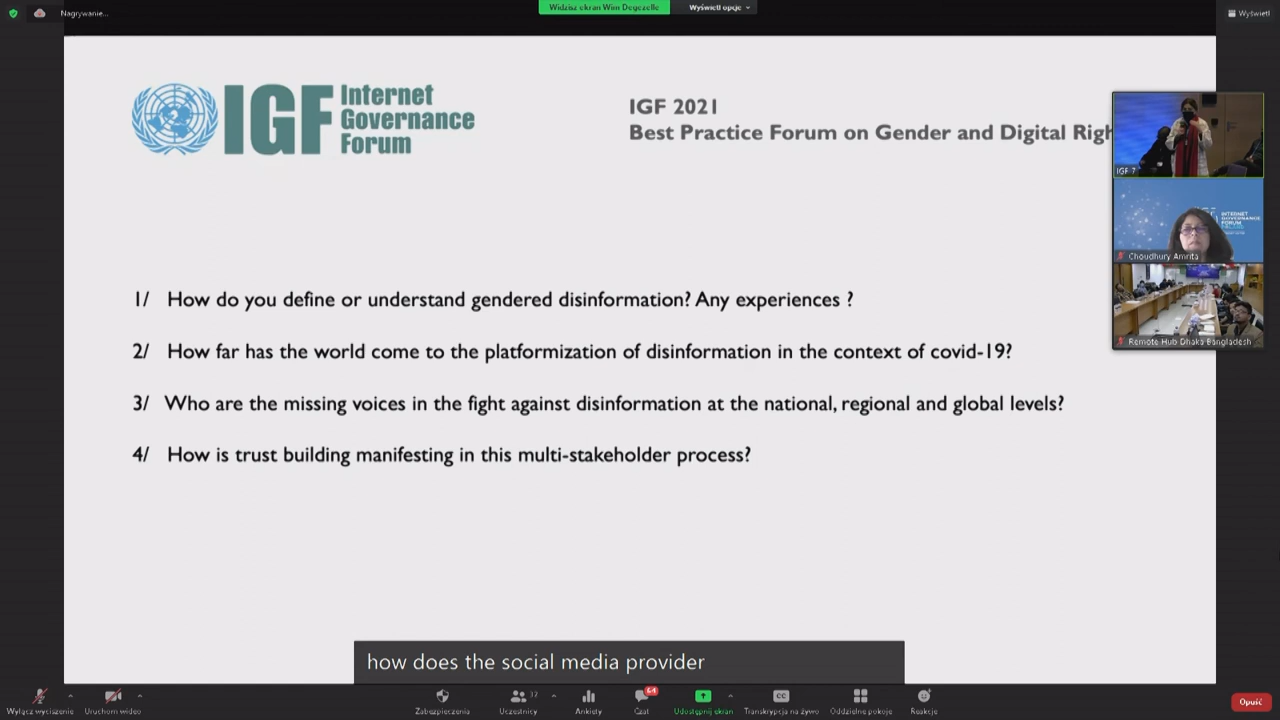 Nagrywanie...
Widzisz ekran Wim Degezelle
Wyświetl opcje
Wyświetl
IGF Internet
Governance
Forum
IGF 2021
Best Practice Forum on Gender and Digital Righ
IGF 7
INTERNET
GOVERNANCE
FORUM
Choudhury Amrita
Remote Hub Dhaka Bangladesh
1/ How do you define or understand gendered disinformation? Any experiences ?
2/ How far has the world come to the platformization of disinformation in the context of covid-19?
3/ Who are the missing voices in the fight against disinformation at the national, regional and global levels?
4/ How is trust building manifesting in this multi-stakeholder process?
how does the social media provider
Wyłącz wyciszenie
Uruchom wideo
Zabezpieczenia
Uczestnicy
Ankiety
64
Czat
Udostępnij ekran
CC
Transkrypcja na żywo
Oddzielne pokoje
Reakcje
Opuść